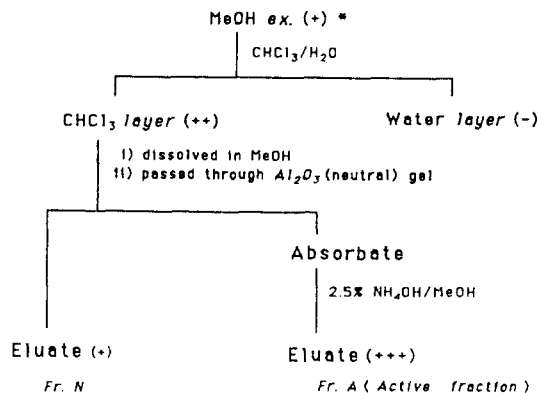 MeOH ex. (+) *
CHCl3/H2O
CHCl3 layer (++)
Water layer (-)
i) dissolved in MeOH
ii) passed through Al2O3 (neutral) gel
Absorbate
2.5% NH4OH/MeOH
Eluate (+)
Eluate (+++)
Fr. N
Fr. A (Active fraction)